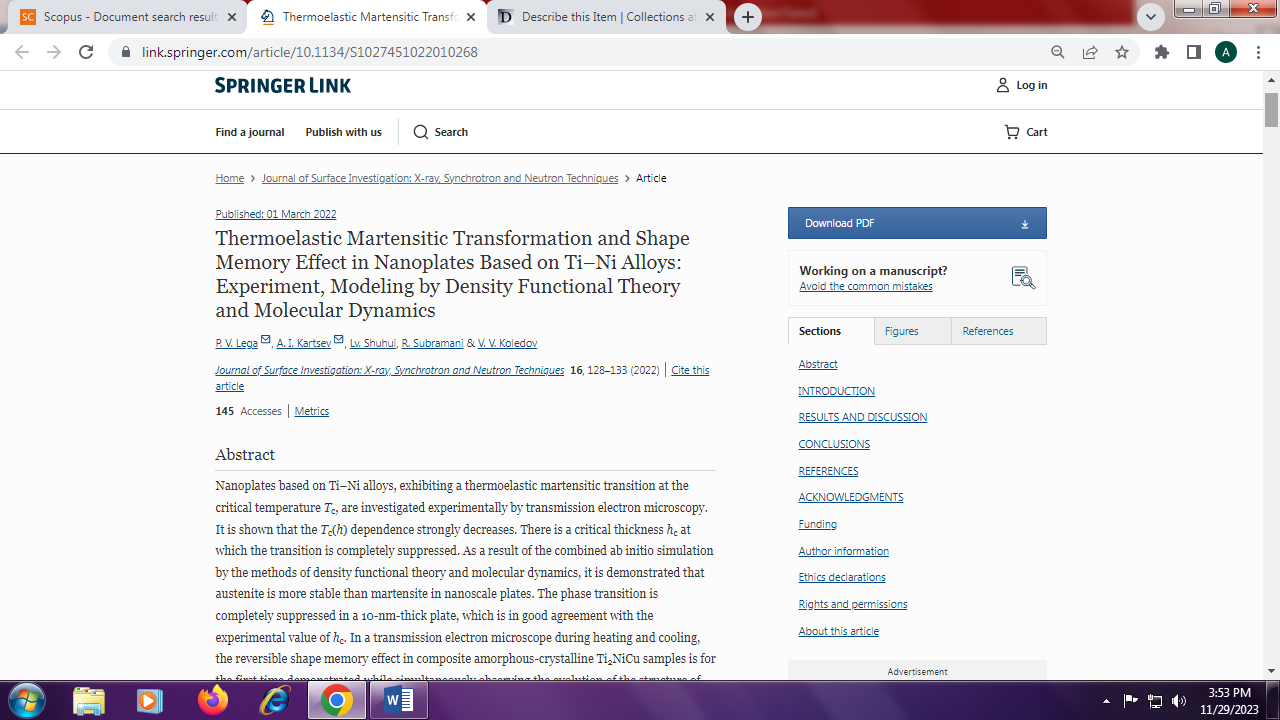 Scopus - Document search result
Thermoelastic Martensitic Transf
Describe this Item | Collections a
link.springer.com/article/10.1134/S1027451022010268
A
SPRINGER LINK
Log in
Find a journal
Publish with us
Search
Cart
Home > Journal of Surface Investigation: X-ray, Synchrotron and Neutron Techniques > Article
Published: 01 March 2022
Thermoelastic Martensitic Transformation and Shape
Memory Effect in Nanoplates Based on Ti–Ni Alloys:
Experiment, Modeling by Density Functional Theory
and Molecular Dynamics
P. V. Lega, A. I. Kartsev, Lv. Shuhui, R. Subramani & V. V. Koledov
Journal of Surface Investigation: X-ray, Synchrotron and Neutron Techniques 16, 128–133 (2022) | Cite this
article
145 Accesses | Metrics
Abstract
Nanoplates based on Ti–Ni alloys, exhibiting a thermoelastic martensitic transition at the
critical temperature Tc, are investigated experimentally by transmission electron microscopy.
It is shown that the Tc(h) dependence strongly decreases. There is a critical thickness hc at
which the transition is completely suppressed. As a result of the combined ab initio simulation
by the methods of density functional theory and molecular dynamics, it is demonstrated that
austenite is more stable than martensite in nanoscale plates. The phase transition is
completely suppressed in a 10-nm-thick plate, which is in good agreement with the
experimental value of hc. In a transmission electron microscope during heating and cooling,
the reversible shape memory effect in composite amorphous-crystalline Ti2NiCu samples is for
the first time demonstrated while simultaneously observing the evolution of the structure of
Download PDF
Working on a manuscript?
Avoid the common mistakes
Sections
Figures
References
Abstract
INTRODUCTION
RESULTS AND DISCUSSION
CONCLUSIONS
REFERENCES
ACKNOWLEDGMENTS
Funding
Author information
Ethics declarations
Rights and permissions
About this article
Advertisement
3:53 PM
11/29/2023